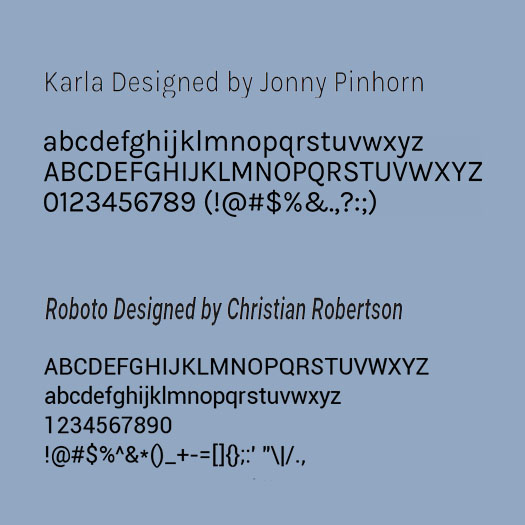 Karla Designed by Jonny Pinhorn
abcdefghijklmnopqrstuvwxyz
ABCDEFGHIJKLMNOPQRSTUVWXYZ
0123456789 (!@#$%&.,?:;)
Roboto Designed by Christian Robertson
ABCDEFGHIJKLMNOPQRSTUVWXYZ
abcdefghijklmnopqrstuvwxyz
1234567890
!@#$%^&*()_+-=[]{};:' "\|/.,